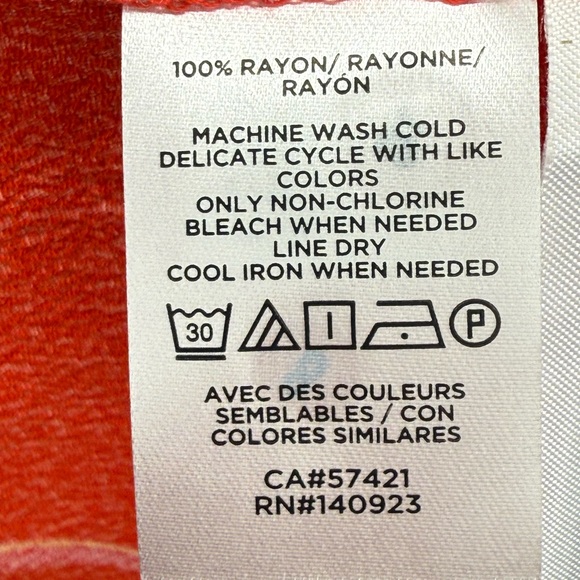 100% RAYON/ RAYONNE/
RAYÓN
MACHINE WASH COLD
DELICATE CYCLE WITH LIKE
COLORS
ONLY NON-CHLORINE
BLEACH WHEN NEEDED
LINE DRY
COOL IRON WHEN NEEDED
30 P
AVEC DES COULEURS
SEMBLABLES / CON
COLORES SIMILARES
CA#57421
RN#140923